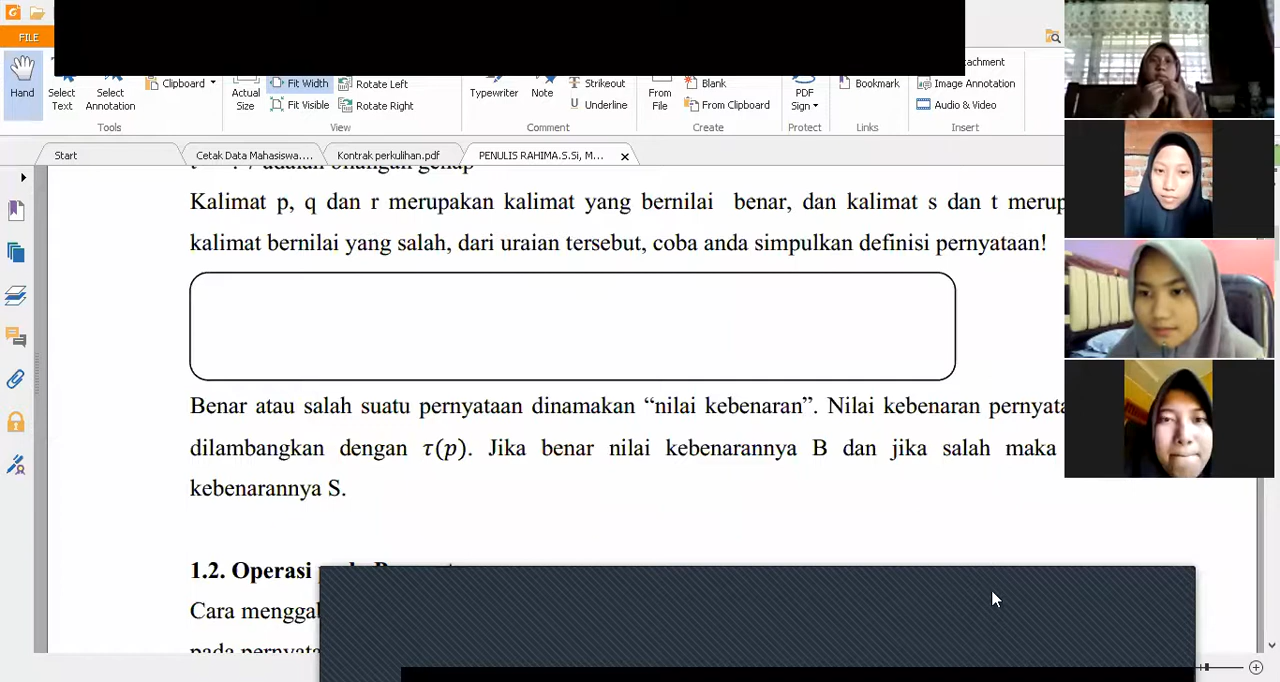 FILE
Hand
Select
Text
Select
Annotation
Clipboard
Tools
Actual
Size
Fit Width
Fit Visible
Rotate Left
Rotate Right
View
Typewriter
Note
Strikeout
Underline
Comment
From
File
Blank
From Clipboard
Create
PDF
Sign
Protect
Bookmark
Links
Image Annotation
Audio & Video
Insert
Start
Cetak Data Mahasiswa....
Kontrak perkulihan.pdf
PENULIS RAHIMA.S.Si, M...
Kalimat p, q dan r merupakan kalimat yang bernilai benar, dan kalimat s dan t
kalimat bernilai yang salah, dari uraian tersebut, coba anda simpulkan definisi pernyataan!
Benar atau salah suatu pernyataan dinamakan “nilai kebenaran”. Nilai kebenaran
dilambangkan dengan τ(p). Jika benar nilai kebenarannya B dan jika salah maka
kebenarannya S.
1.2. Operasi
Cara